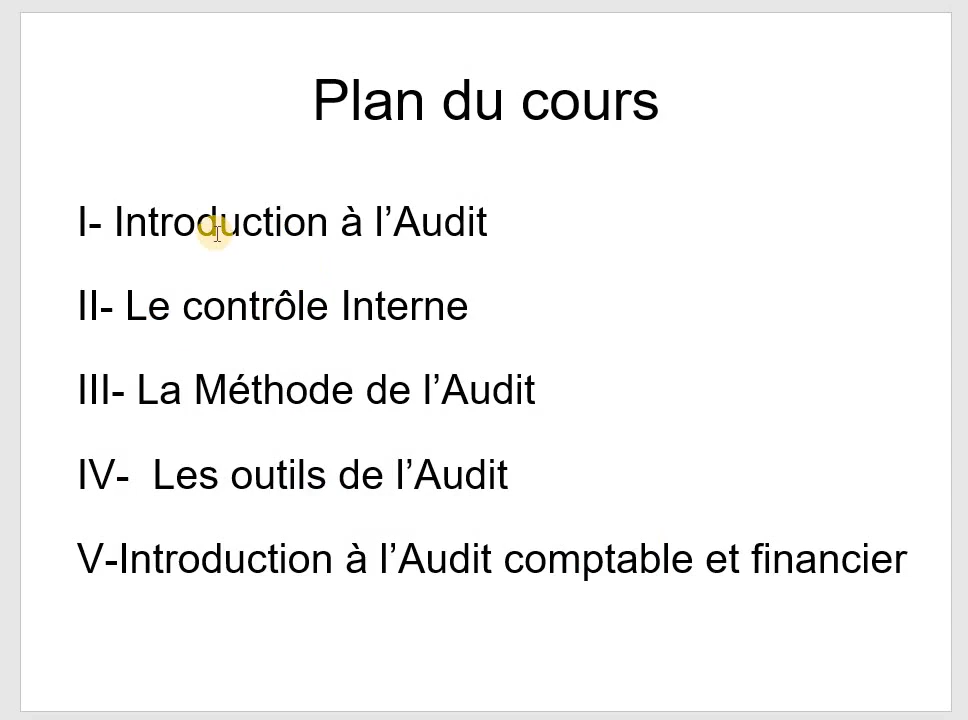 Plan du cours
I- Introduction à l’Audit
II- Le contrôle Interne
III- La Méthode de l’Audit
IV-  Les outils de l’Audit
V-Introduction à l’Audit comptable et financier